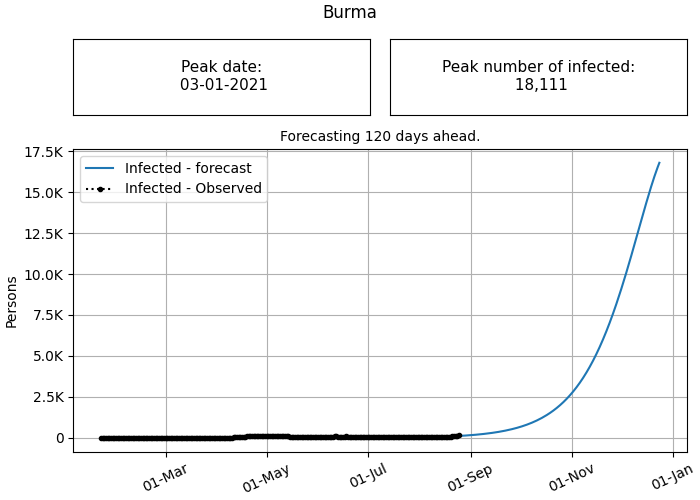 Burma
Peak date:
03-01-2021
Peak number of infected:
18,111
Forecasting 120 days ahead.
17.5K
15.0K
12.5K
10.0K
7.5K
5.0K
2.5K
0
Persons
Infected - forecast
Infected - Observed
01-Mar
01-May
01-Jul
01-Sep
01-Nov
01-Jan